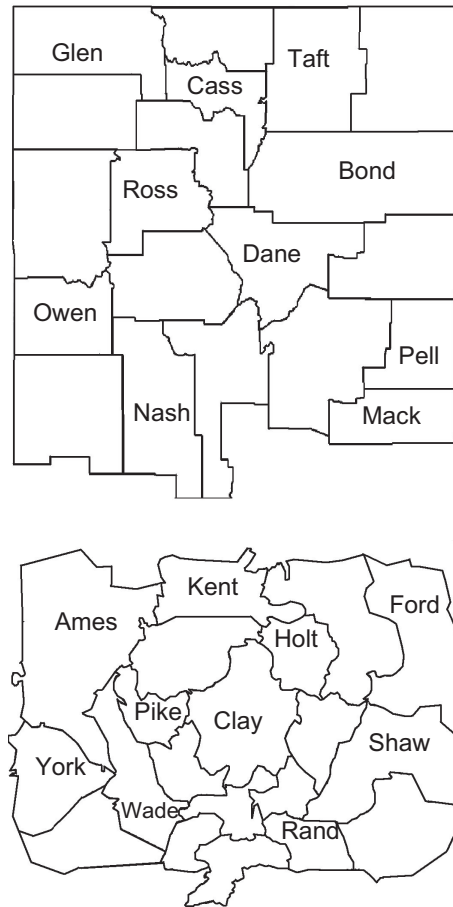 Glen
Taft
Cass
Bond
Ross
Dane
Owen
Pell
Nash
Mack
Kent
Ames
Ford
Holt
Pike
Clay
Shaw
York
Wade
Rand